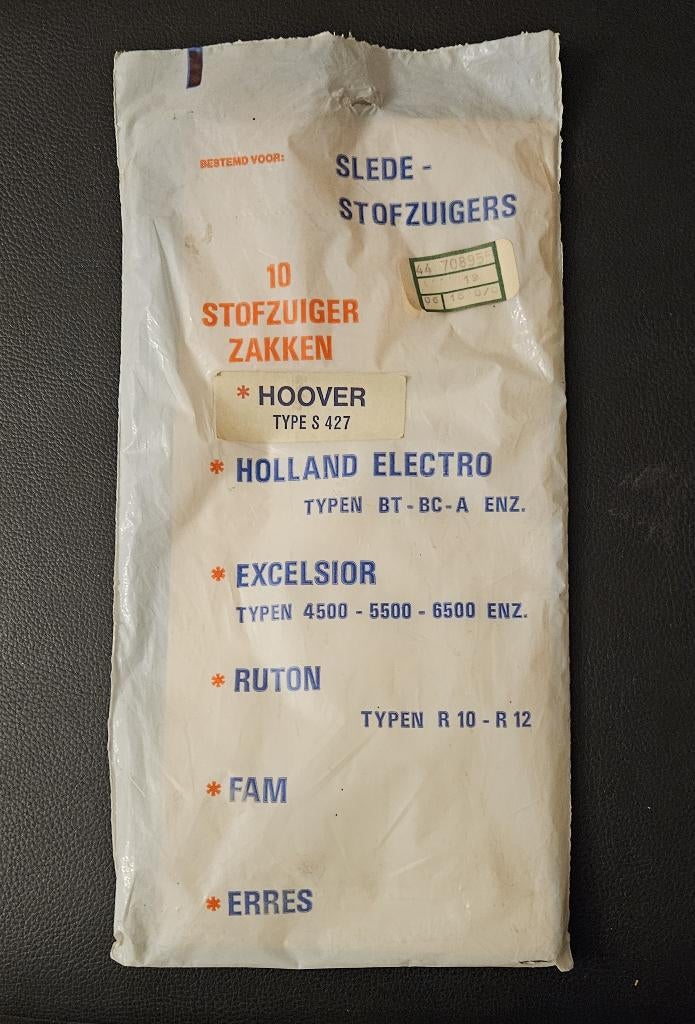 BESTEMD VOOR:
SLEDE -
STOFZUIGERS
10
STOFZUIGER
ZAKKEN
* HOOVER
TYPE S 427
* HOLLAND ELECTRO
TYPEN BT - BC - A ENZ.
* EXCELSIOR
TYPEN 4500 - 5500 - 6500 ENZ.
* RUTON
TYPEN R 10 - R 12
* FAM
* ERRES